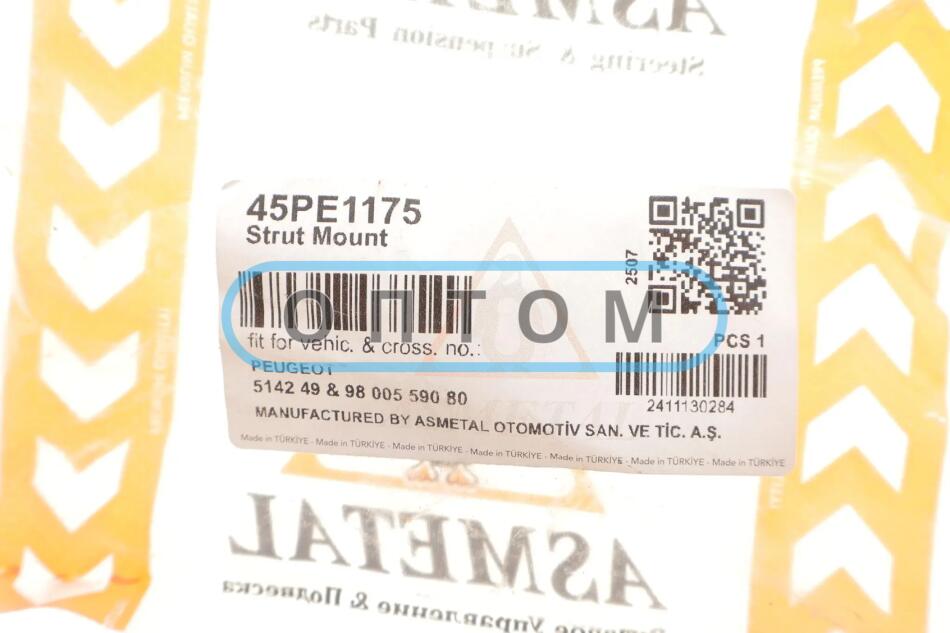 ASMETAL
Steering & Suspension Parts
45PE1175
Strut Mount
2507
ОПТОМ
PCS 1
fit for vehic. & cross. no.:
PEUGEOT
5142 49 & 98 005 590 80
2411130284
MANUFACTURED BY ASMETAL OTOMOTİV SAN. VE TİC. A.Ş.
Made in TÜRKİYE - Made in TÜRKİYE - Made in TÜRKİYE - Made in TÜRKİYE - Made in TÜRKİYE - Made in TÜRKİYE - Made in TÜRKİYE
ASMETAL
Управление & Подвеска